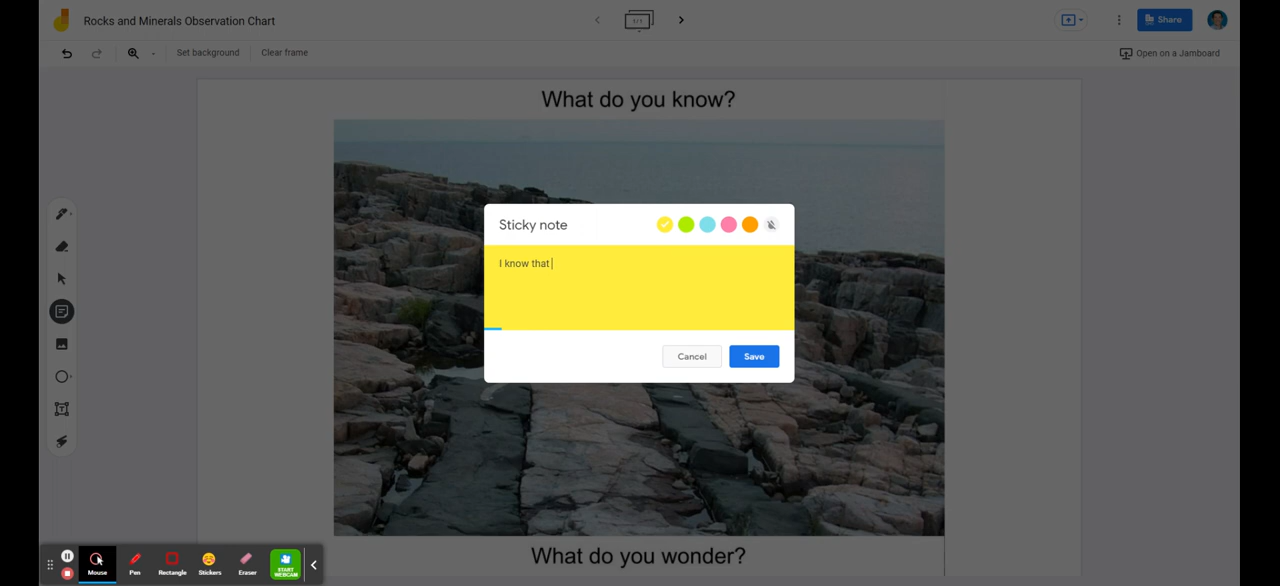 Rocks and Minerals Observation Chart
1/1
Share
Set background
Clear frame
Open on a Jamboard
What do you know?
Sticky note
I know that
Cancel
Save
What do you wonder?
Mouse
Pen
Rectangle
Stickers
Eraser
START
WEBCAM